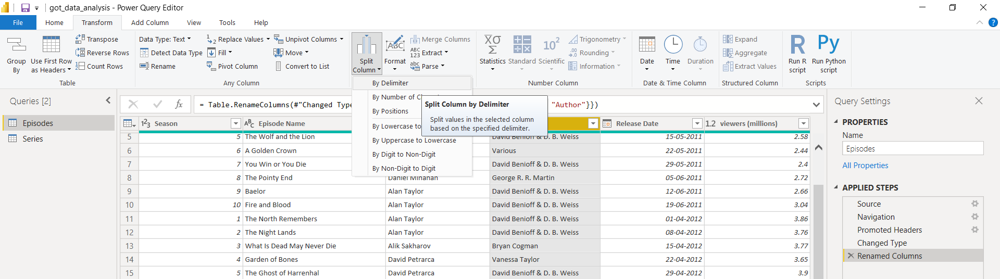 got_data_analysis - Power Query Editor
File Home Transform Add Column View Tools Help
Group By
Use First Row as Headers
Transpose
Reverse Rows
Count Rows
Table
Data Type: Text
Detect Data Type
Rename
Replace Values
Fill
Pivot Column
Unpivot Columns
Move
Convert to List
Any Column
Split Column
Format
Merge Columns
Extract
Parse
Statistics
Standard
Scientific
Trigonometry
Rounding
Information
Number Column
Date
Time
Duration
Date & Time Column
Expand
Aggregate
Extract Values
Structured Column
R
Run R script
Py
Run Python script
Scripts
By Delimiter
By Number of
By Positions
By Lowercase to
By Uppercase to Lowercase
By Digit to Non-Digit
By Non-Digit to Digit
Split Column by Delimiter
Split values in the selected column
based on the specified delimiter.
Queries [2]
Episodes
Series
fx
= Table.RenameColumns(#"Changed Type "Author"}})
1 2 3 Season ABC Episode Name Release Date 1.2 viewers (millions)
5 5 The Wolf and the Lion David Benioff & D. B. Weiss 15-05-2011 2.58
6 6 A Golden Crown Various 22-05-2011 2.44
7 7 You Win or You Die David Benioff & D. B. Weiss 29-05-2011 2.4
8 8 The Pointy End Daniel Minahan George R. R. Martin 05-06-2011 2.72
9 9 Baelor Alan Taylor David Benioff & D. B. Weiss 12-06-2011 2.66
10 10 Fire and Blood Alan Taylor David Benioff & D. B. Weiss 19-06-2011 3.04
11 1 The North Remembers Alan Taylor David Benioff & D. B. Weiss 01-04-2012 3.86
12 2 The Night Lands Alan Taylor David Benioff & D. B. Weiss 08-04-2012 3.76
13 3 What Is Dead May Never Die Alik Sakharov Bryan Cogman 15-04-2012 3.77
14 4 Garden of Bones David Petrarca Vanessa Taylor 22-04-2012 3.65
15 5 The Ghost of Harrenhal David Petrarca David Benioff & D. B. Weiss 29-04-2012 3.9
Query Settings
PROPERTIES
Name
Episodes
All Properties
APPLIED STEPS
Source
Navigation
Promoted Headers
Changed Type
Renamed Columns